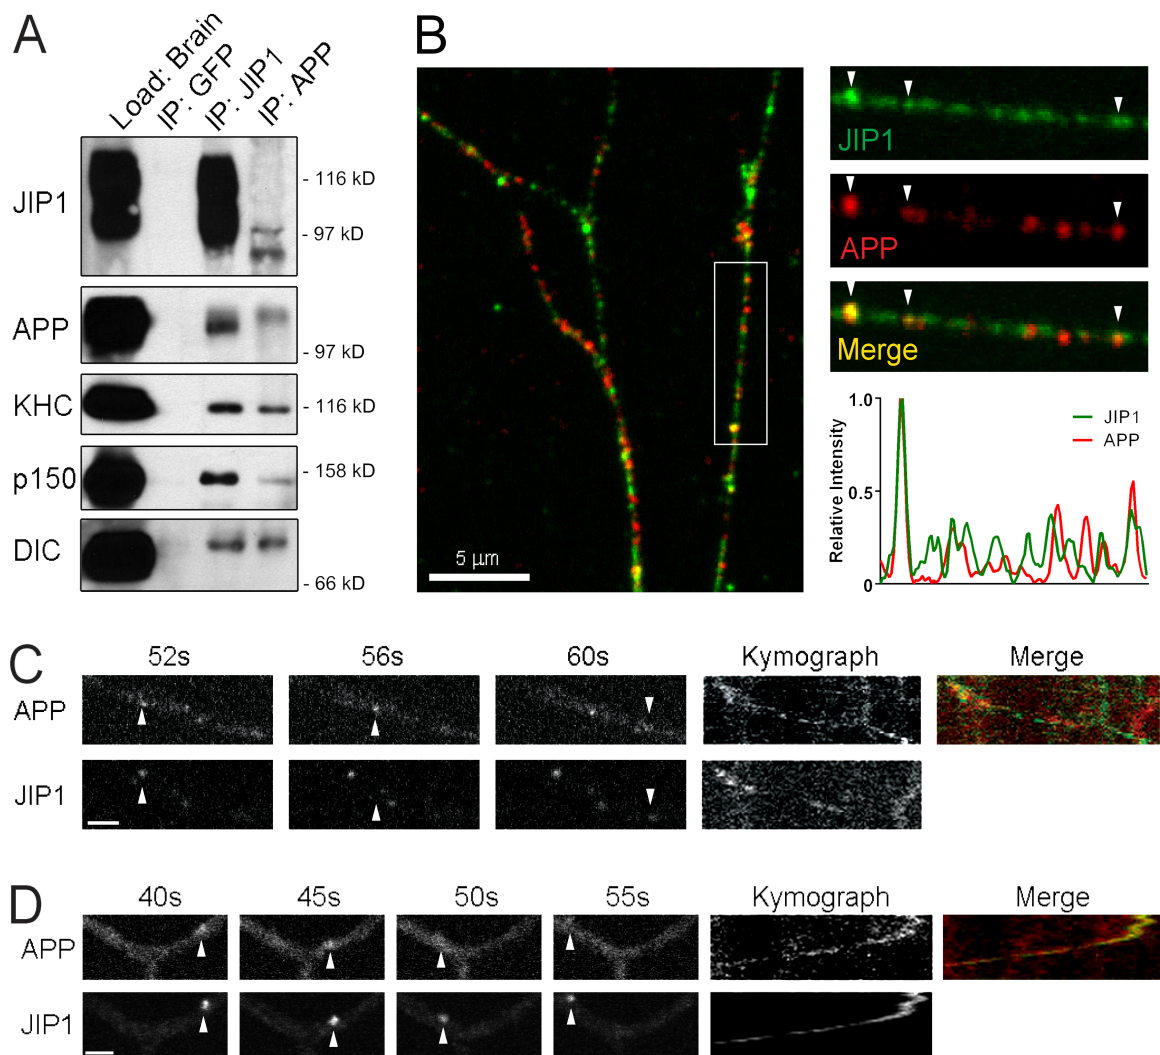 A
Load: Brain
IP: GFP
IP: JIP1
IP: APP
JIP1
- 116 kD
- 97 kD
APP
- 97 kD
KHC
- 116 kD
p150
- 158 kD
DIC
- 66 kD
B
5 µm
JIP1
APP
Merge
1.0
0.5
0
Relative Intensity
JIP1
APP
C
52s
56s
60s
Kymograph
Merge
APP
JIP1
D
40s
45s
50s
55s
Kymograph
Merge
APP
JIP1